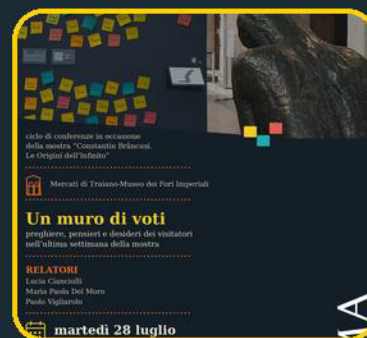 ciclo di conferenze in occasione
della mostra "Constantin Brâncuși.
Le Origini dell'Infinito"
Mercati di Traiano-Museo dei Fori Imperiali
Un muro di voti
preghiere, pensieri e desideri dei visitatori
nell'ultima settimana della mostra
RELATORI
Lucia Cianciulli
Maria Paola Del Moro
Paolo Vigliarolo
martedì 28 luglio